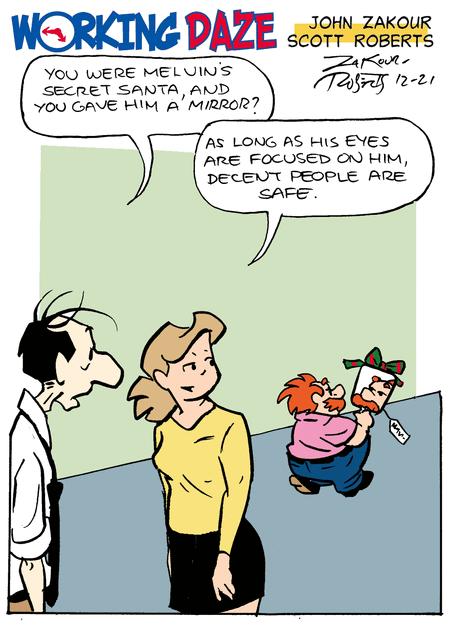 WORKING DAZE
JOHN ZAKOUR
SCOTT ROBERTS
ZAKOUR-
ROBERTS 12-21
YOU WERE MELVIN'S
SECRET SANTA, AND
YOU GAVE HIM A MIRROR?
AS LONG AS HIS EYES
ARE FOCUSED ON HIM,
DECENT PEOPLE ARE
SAFE.